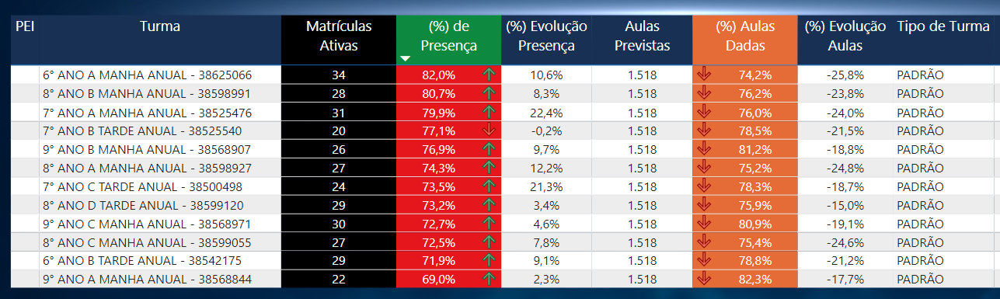 PEI Turma Matrículas Ativas (%) de Presença (%) Evolução Presença Aulas Previstas (%) Aulas Dadas (%) Evolução Aulas Tipo de Turma
6° ANO A MANHA ANUAL - 38625066 34 82,0% 10,6% 1.518 74,2% -25,8% PADRÃO
8° ANO B MANHA ANUAL - 38598991 28 80,7% 8,3% 1.518 76,2% -23,8% PADRÃO
7° ANO A MANHA ANUAL - 38525476 31 79,9% 22,4% 1.518 76,0% -24,0% PADRÃO
7° ANO B TARDE ANUAL - 38525540 20 77,1% -0,2% 1.518 78,5% -21,5% PADRÃO
9° ANO B MANHA ANUAL - 38568907 26 76,9% 9,7% 1.518 81,2% -18,8% PADRÃO
8° ANO A MANHA ANUAL - 38598927 27 74,3% 12,2% 1.518 75,2% -24,8% PADRÃO
7° ANO C TARDE ANUAL - 38500498 24 73,5% 21,3% 1.518 78,3% -18,7% PADRÃO
8° ANO D TARDE ANUAL - 38599120 29 73,2% 3,4% 1.518 75,9% -15,0% PADRÃO
9° ANO C MANHA ANUAL - 38568971 30 72,7% 4,6% 1.518 80,9% -19,1% PADRÃO
8° ANO C MANHA ANUAL - 38599055 27 72,5% 7,8% 1.518 75,4% -24,6% PADRÃO
6° ANO B TARDE ANUAL - 38542175 29 71,9% 9,1% 1.518 78,8% -21,2% PADRÃO
9° ANO A MANHA ANUAL - 38568844 22 69,0% 2,3% 1.518 82,3% -17,7% PADRÃO